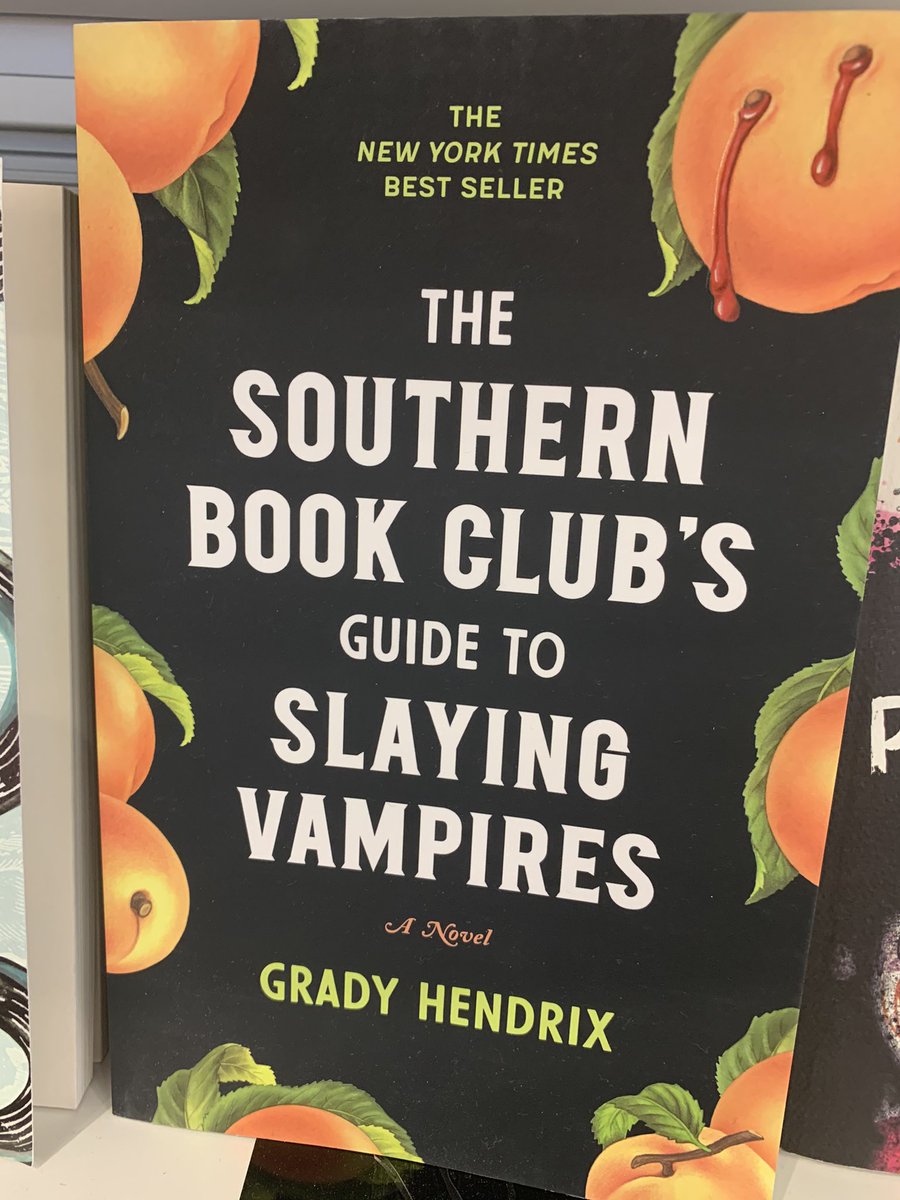 THE
NEW YORK TIMES
BEST SELLER
THE
SOUTHERN
BOOK CLUB'S
GUIDE TO
SLAYING
VAMPIRES
A Novel
GRADY HENDRIX